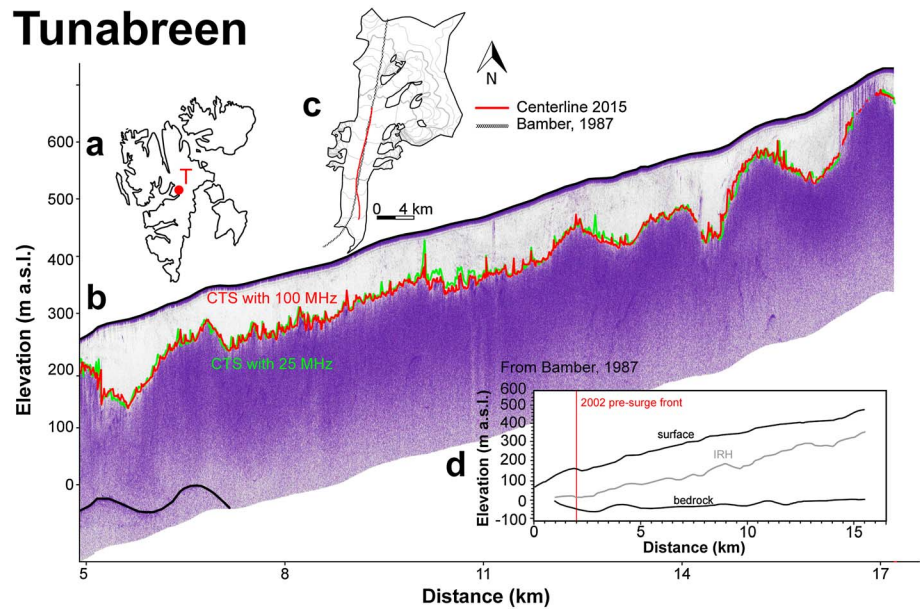 Tunabreen
a
T
c
0 4 km
N
Centerline 2015
Bamber, 1987
b
Elevation (m a.s.l.)
600
500
400
300
200
100
0
CTS with 100 MHz
CTS with 25 MHz
5
8
11
14
17
Distance (km)
d
From Bamber, 1987
Elevation (m a.s.l.)
600
500
400
300
200
100
0
-100
2002 pre-surge front
surface
IRH
bedrock
0
5
10
15
Distance (km)